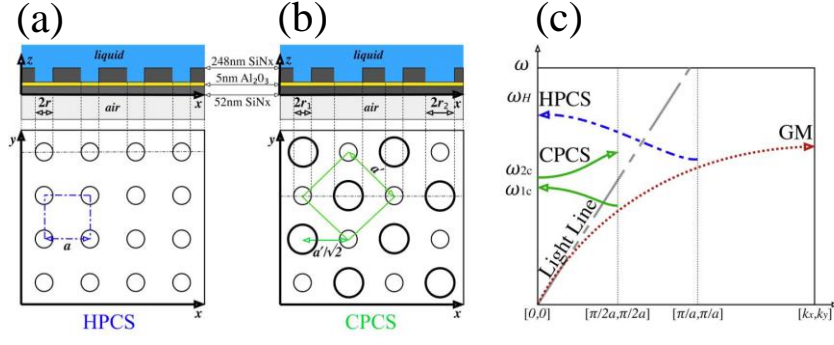 (a)
(b)
(c)
liquid
z
248nm SiNx
5nm Al₂O₃
52nm SiNx
x
2r
air
y
a
x
HPCS
liquid
z
x
2r₁
air
2r₂
y
a′
a′/√2
x
CPCS
ω
ωH
HPCS
GM
CPCS
ω2c
ω1c
Light Line
[0,0]
[π/2a,π/2a]
[π/a,π/a]
[kx,ky]